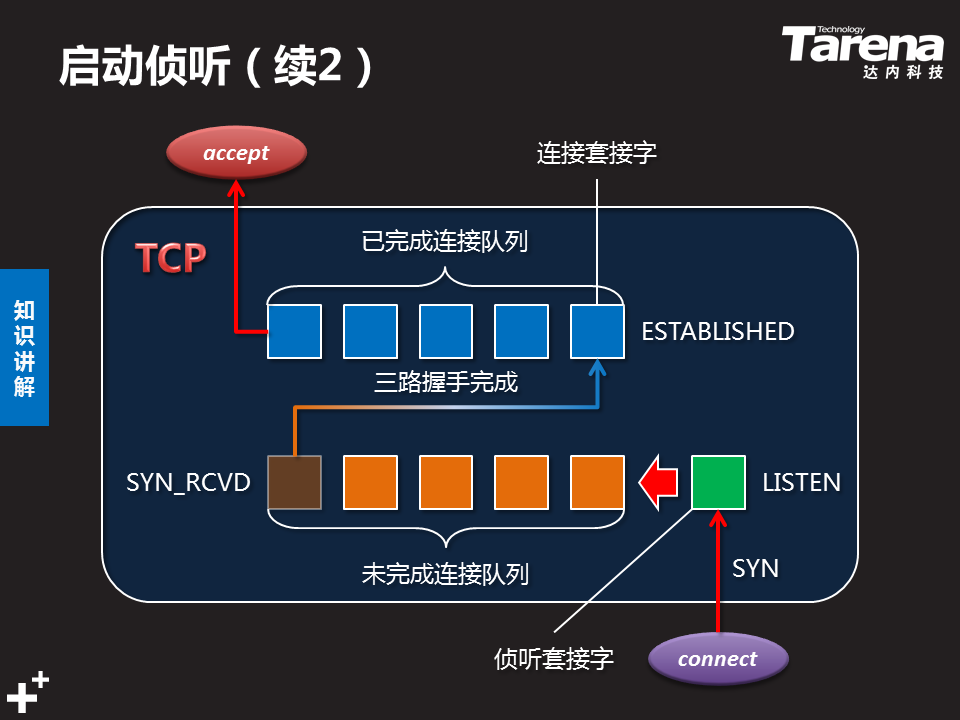 启动侦听（续2）
Technology
Tarena
达内科技
accept
连接套接字
TCP
已完成连接队列
ESTABLISHED
知识讲解
三路握手完成
SYN_RCVD
LISTEN
未完成连接队列
SYN
侦听套接字
connect